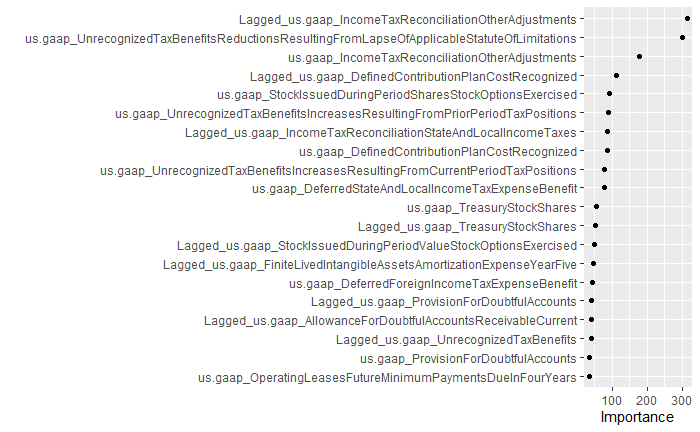 Lagged_us.gaap_IncomeTaxReconciliationOtherAdjustments
us.gaap_UnrecognizedTaxBenefitsReductionsResultingFromLapseOfApplicableStatuteOfLimitations
us.gaap_IncomeTaxReconciliationOtherAdjustments
Lagged_us.gaap_DefinedContributionPlanCostRecognized
us.gaap_StockIssuedDuringPeriodSharesStockOptionsExercised
us.gaap_UnrecognizedTaxBenefitsIncreasesResultingFromPriorPeriodTaxPositions
Lagged_us.gaap_IncomeTaxReconciliationStateAndLocalIncomeTaxes
us.gaap_DefinedContributionPlanCostRecognized
us.gaap_UnrecognizedTaxBenefitsIncreasesResultingFromCurrentPeriodTaxPositions
us.gaap_DeferredStateAndLocalIncomeTaxExpenseBenefit
us.gaap_TreasuryStockShares
Lagged_us.gaap_TreasuryStockShares
Lagged_us.gaap_StockIssuedDuringPeriodValueStockOptionsExercised
Lagged_us.gaap_FiniteLivedIntangibleAssetsAmortizationExpenseYearFive
us.gaap_DeferredForeignIncomeTaxExpenseBenefit
Lagged_us.gaap_ProvisionForDoubtfulAccounts
Lagged_us.gaap_AllowanceForDoubtfulAccountsReceivableCurrent
Lagged_us.gaap_UnrecognizedTaxBenefits
us.gaap_ProvisionForDoubtfulAccounts
us.gaap_OperatingLeasesFutureMinimumPaymentsDueInFourYears
100 200 300
Importance